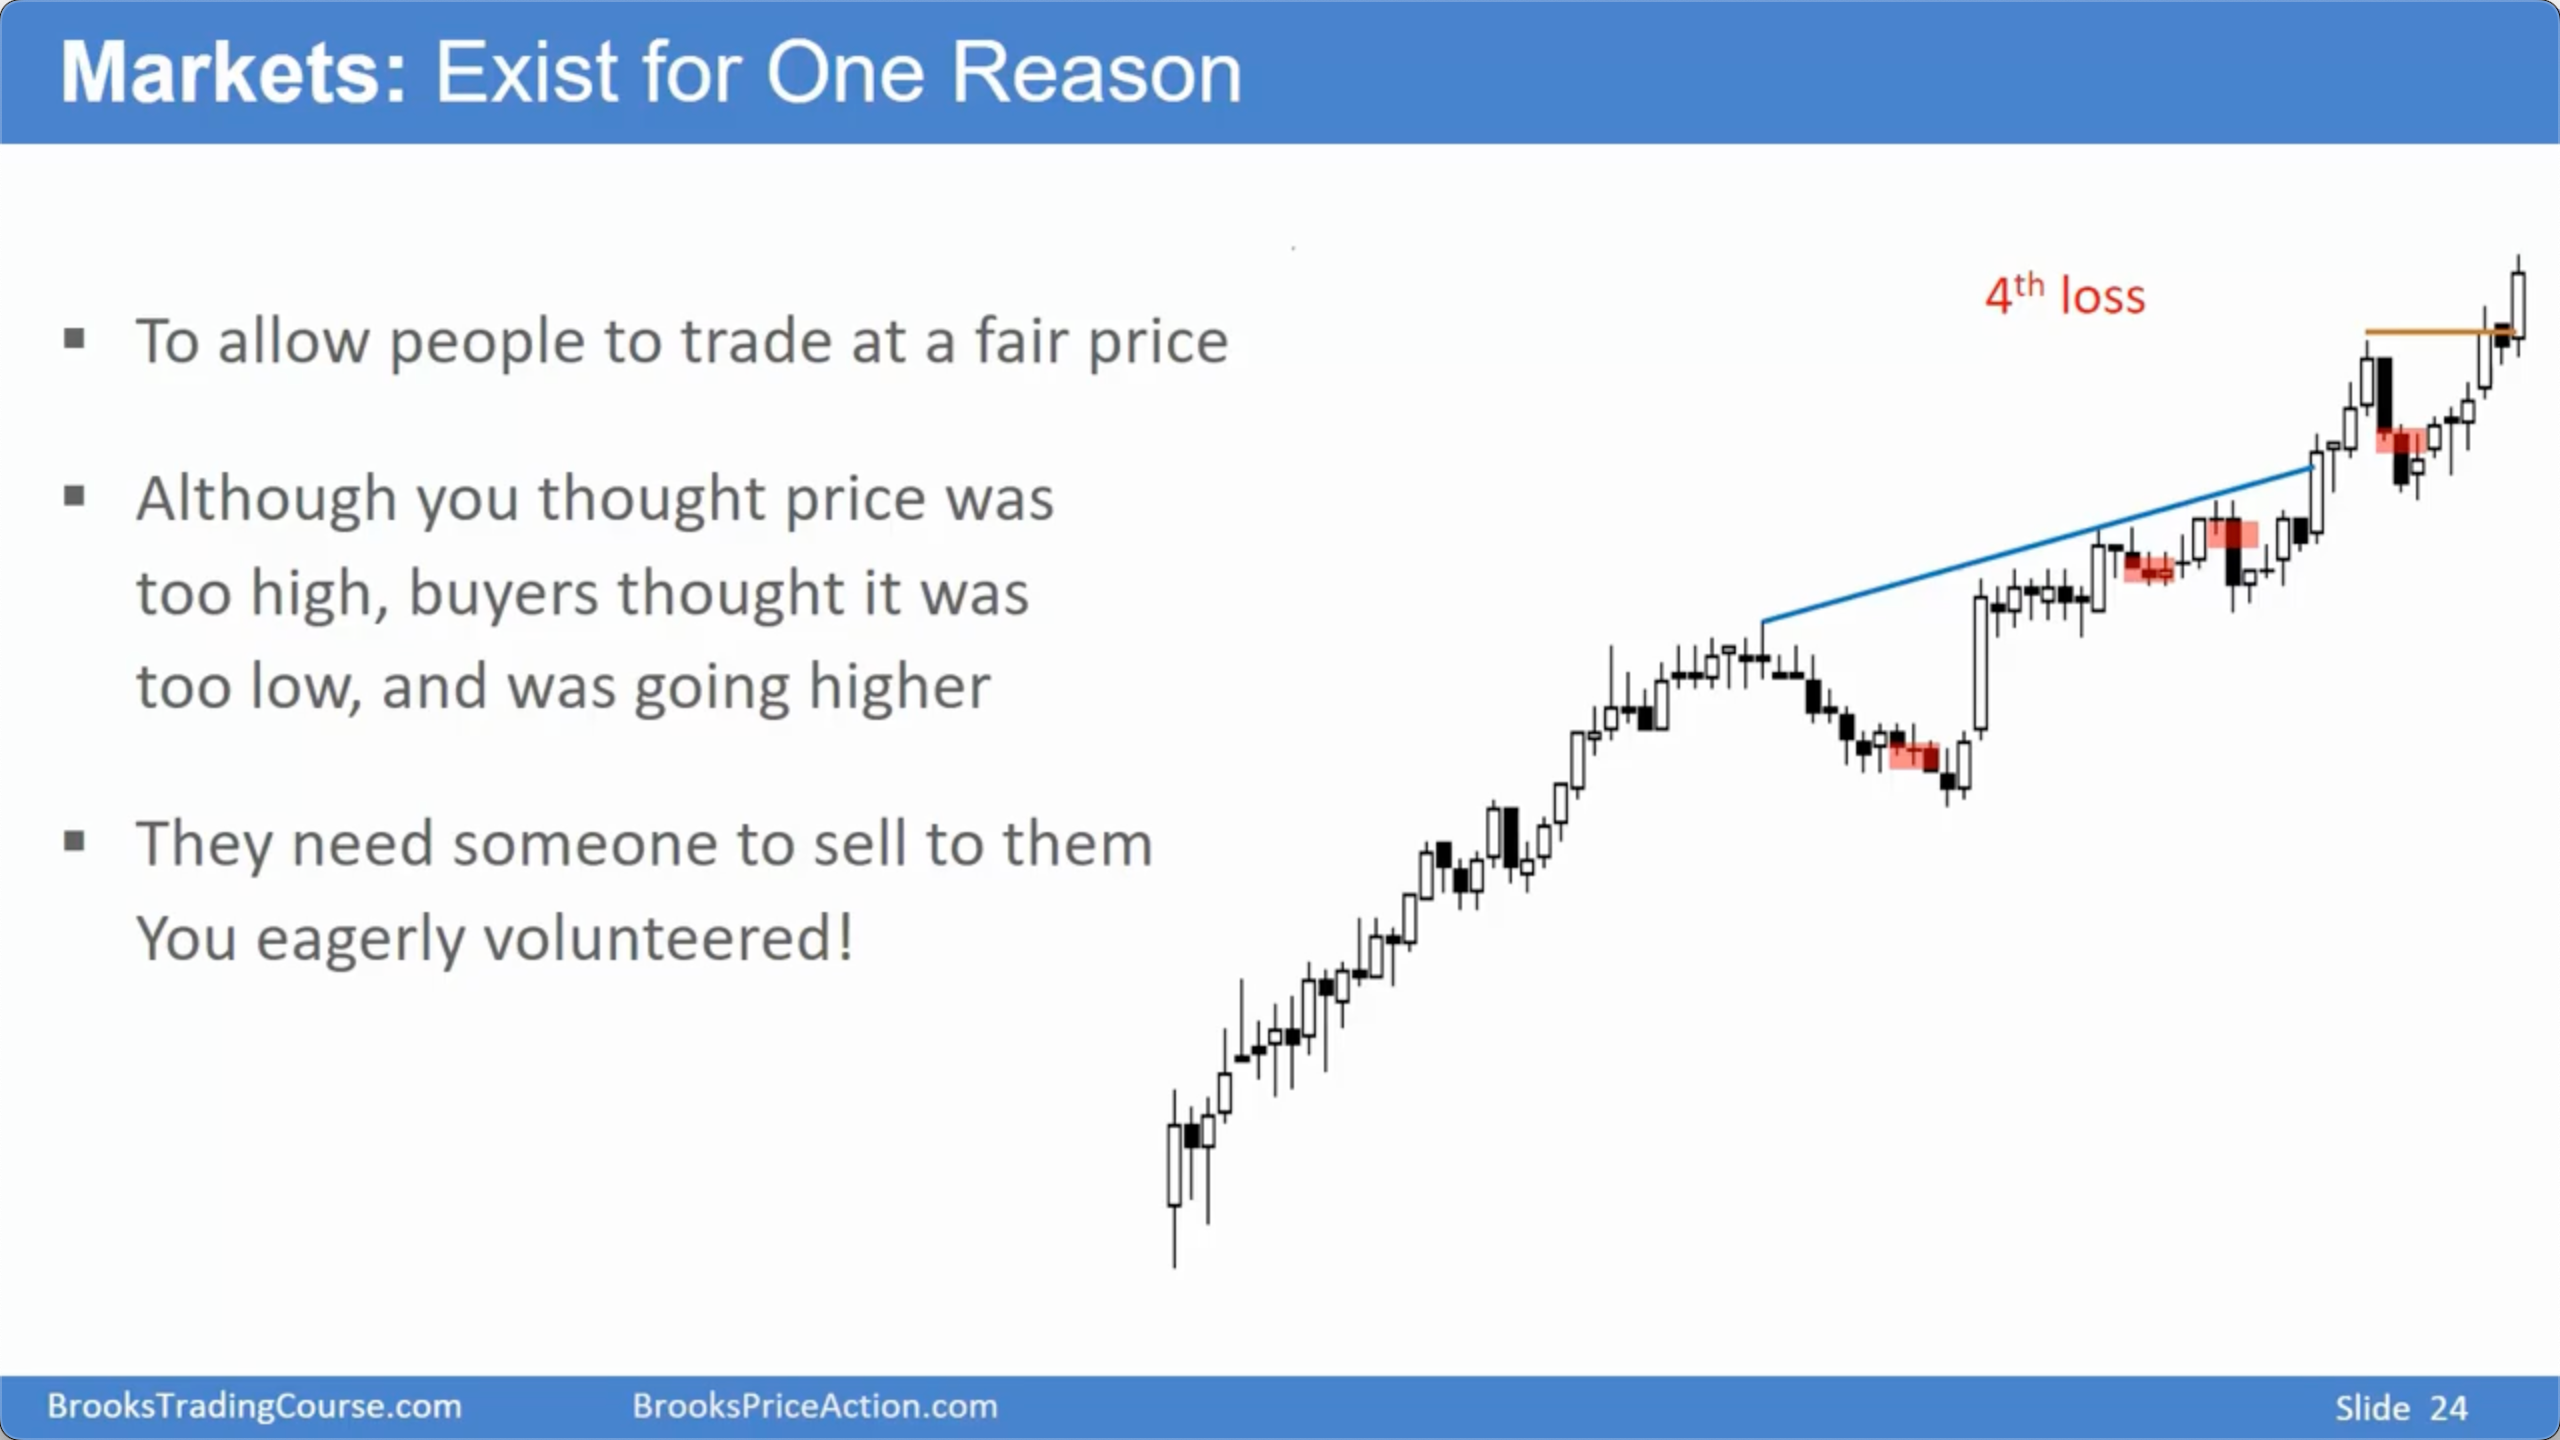 Markets: Exist for One Reason
▪ To allow people to trade at a fair price
▪ Although you thought price was
too high, buyers thought it was
too low, and was going higher
▪ They need someone to sell to them
You eagerly volunteered!
4th loss
BrooksTradingCourse.com BrooksPriceAction.com Slide 24